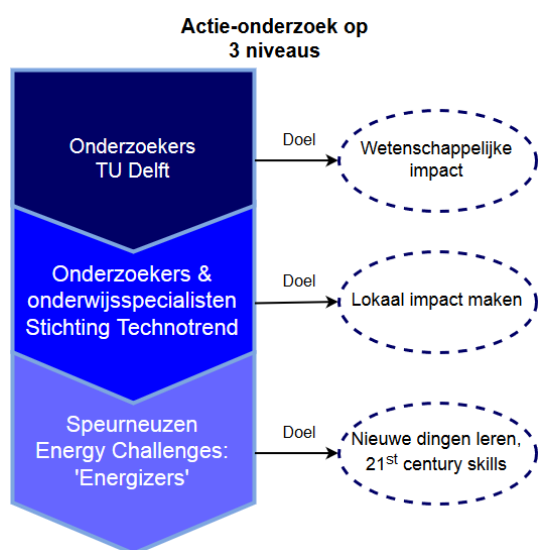 Actie-onderzoek op
3 niveaus
Onderzoekers
TU Delft
Doel
Wetenschappelijke
impact
Onderzoekers &
onderwijsspecialisten
Stichting Technotrend
Doel
Lokaal impact maken
Speurneuzen
Energy Challenges:
'Energizers'
Doel
Nieuwe dingen leren,
21st century skills